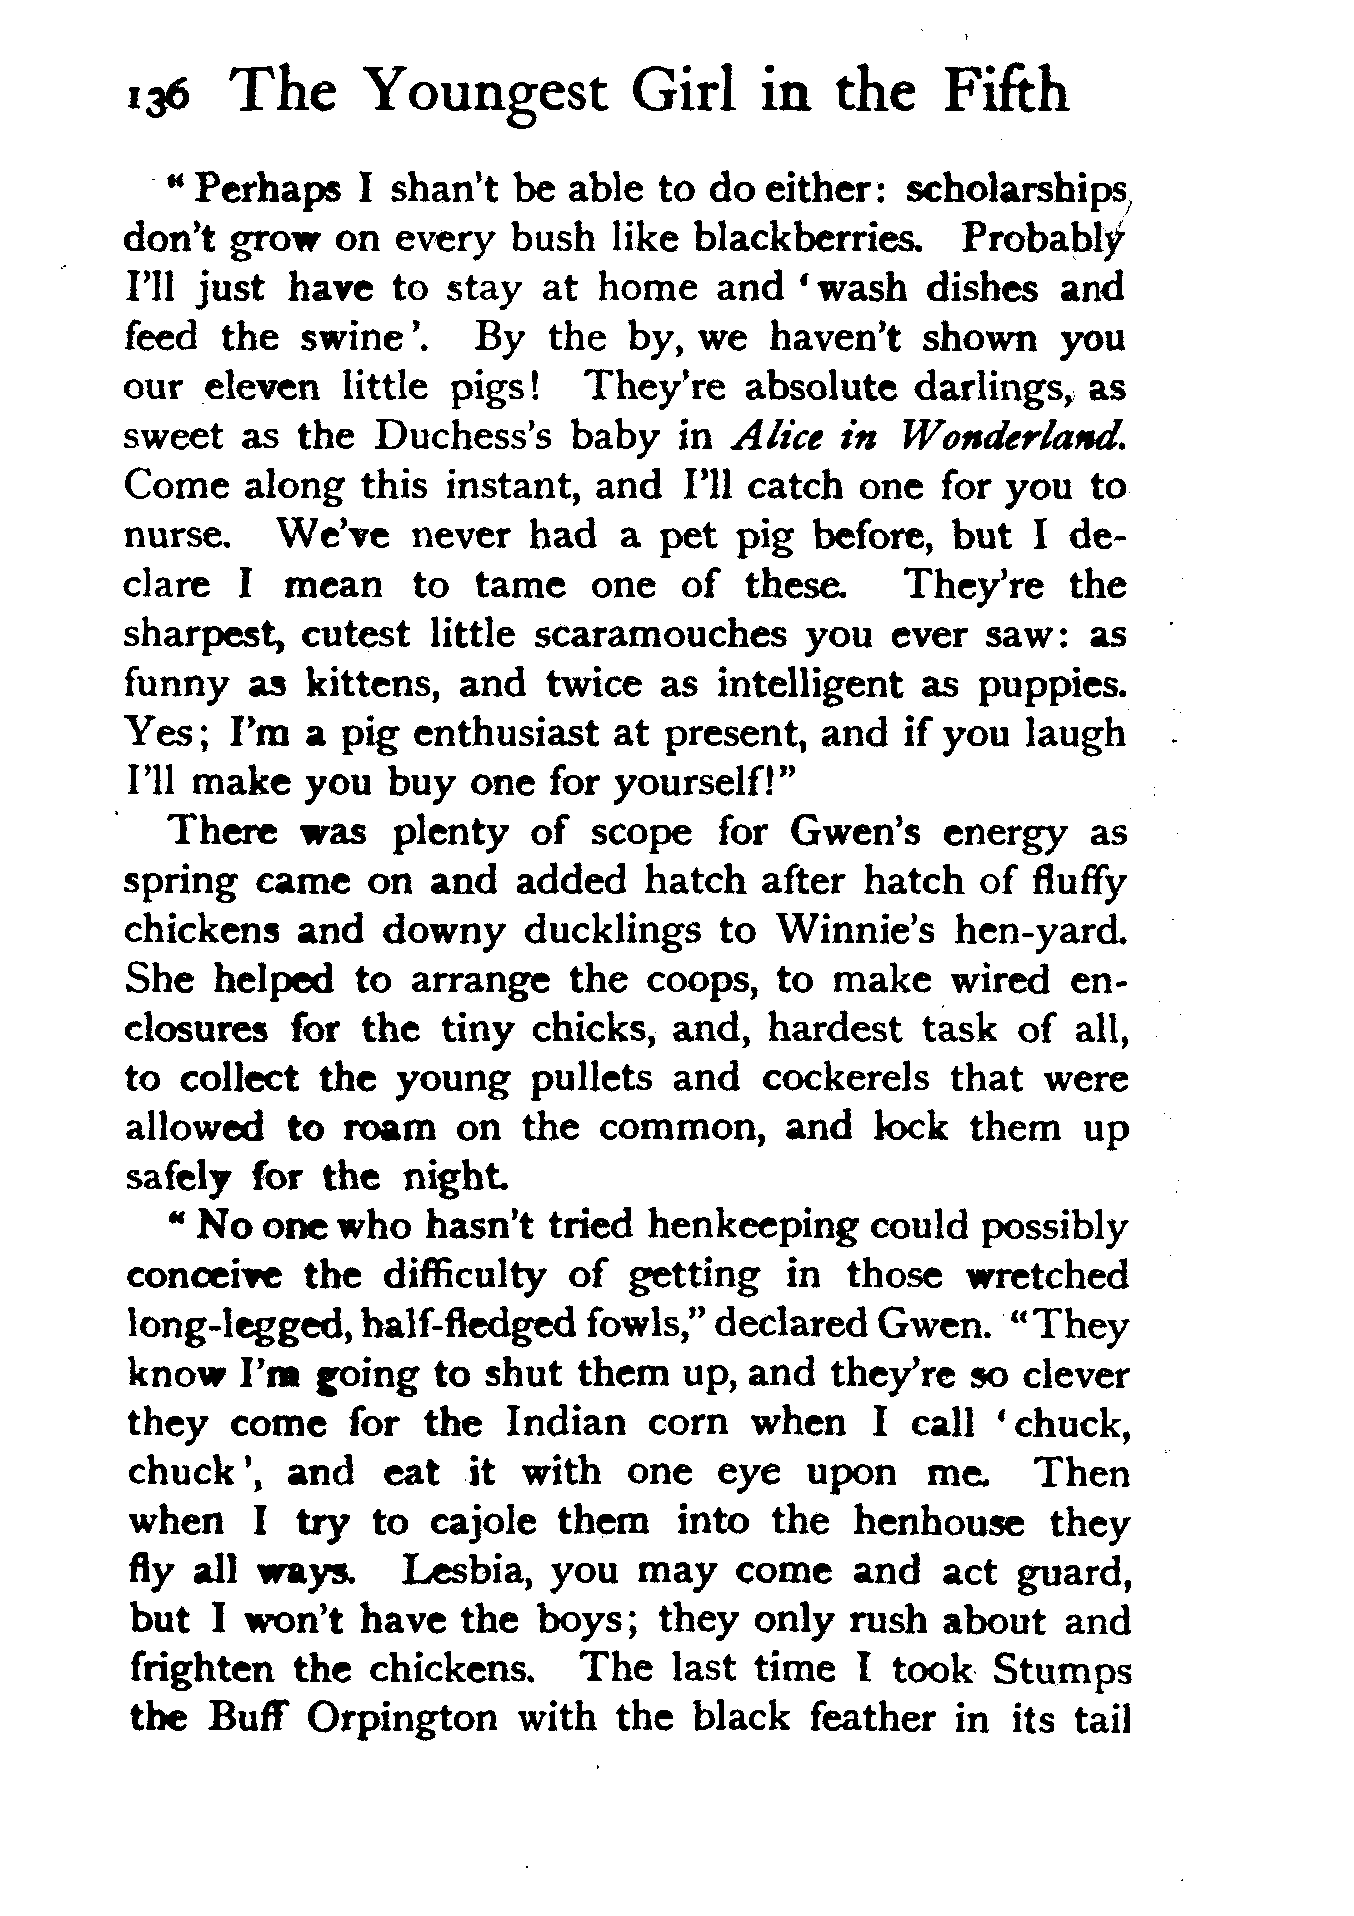 136 The Youngest Girl in the Fifth
“ Perhaps I shan't be able to do either: scholarships
don't grow on every bush like blackberries. Probably
I'll just have to stay at home and ‘ wash dishes and
feed the swine ’. By the by, we haven't shown you
our eleven little pigs! They're absolute darlings, as
sweet as the Duchess's baby in Alice in Wonderland.
Come along this instant, and I'll catch one for you to
nurse. We've never had a pet pig before, but I de-
clare I mean to tame one of these. They're the
sharpest, cutest little scaramouches you ever saw: as
funny as kittens, and twice as intelligent as puppies.
Yes; I'm a pig enthusiast at present, and if you laugh
I'll make you buy one for yourself!”
There was plenty of scope for Gwen's energy as
spring came on and added hatch after hatch of fluffy
chickens and downy ducklings to Winnie's hen-yard.
She helped to arrange the coops, to make wired en-
closures for the tiny chicks, and, hardest task of all,
to collect the young pullets and cockerels that were
allowed to roam on the common, and lock them up
safely for the night.
“ No one who hasn't tried henkeeping could possibly
conceive the difficulty of getting in those wretched
long-legged, half-fledged fowls,” declared Gwen. “They
know I'm going to shut them up, and they're so clever
they come for the Indian corn when I call ‘ chuck,
chuck ’, and eat it with one eye upon me. Then
when I try to cajole them into the henhouse they
fly all ways. Lesbia, you may come and act guard,
but I won't have the boys; they only rush about and
frighten the chickens. The last time I took Stumps
the Buff Orpington with the black feather in its tail